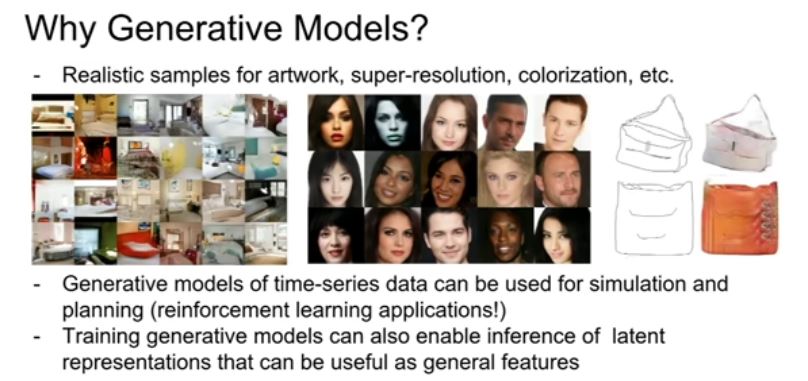 Why Generative Models?
- Realistic samples for artwork, super-resolution, colorization, etc.
- Generative models of time-series data can be used for simulation and
planning (reinforcement learning applications!)
- Training generative models can also enable inference of latent
representations that can be useful as general features